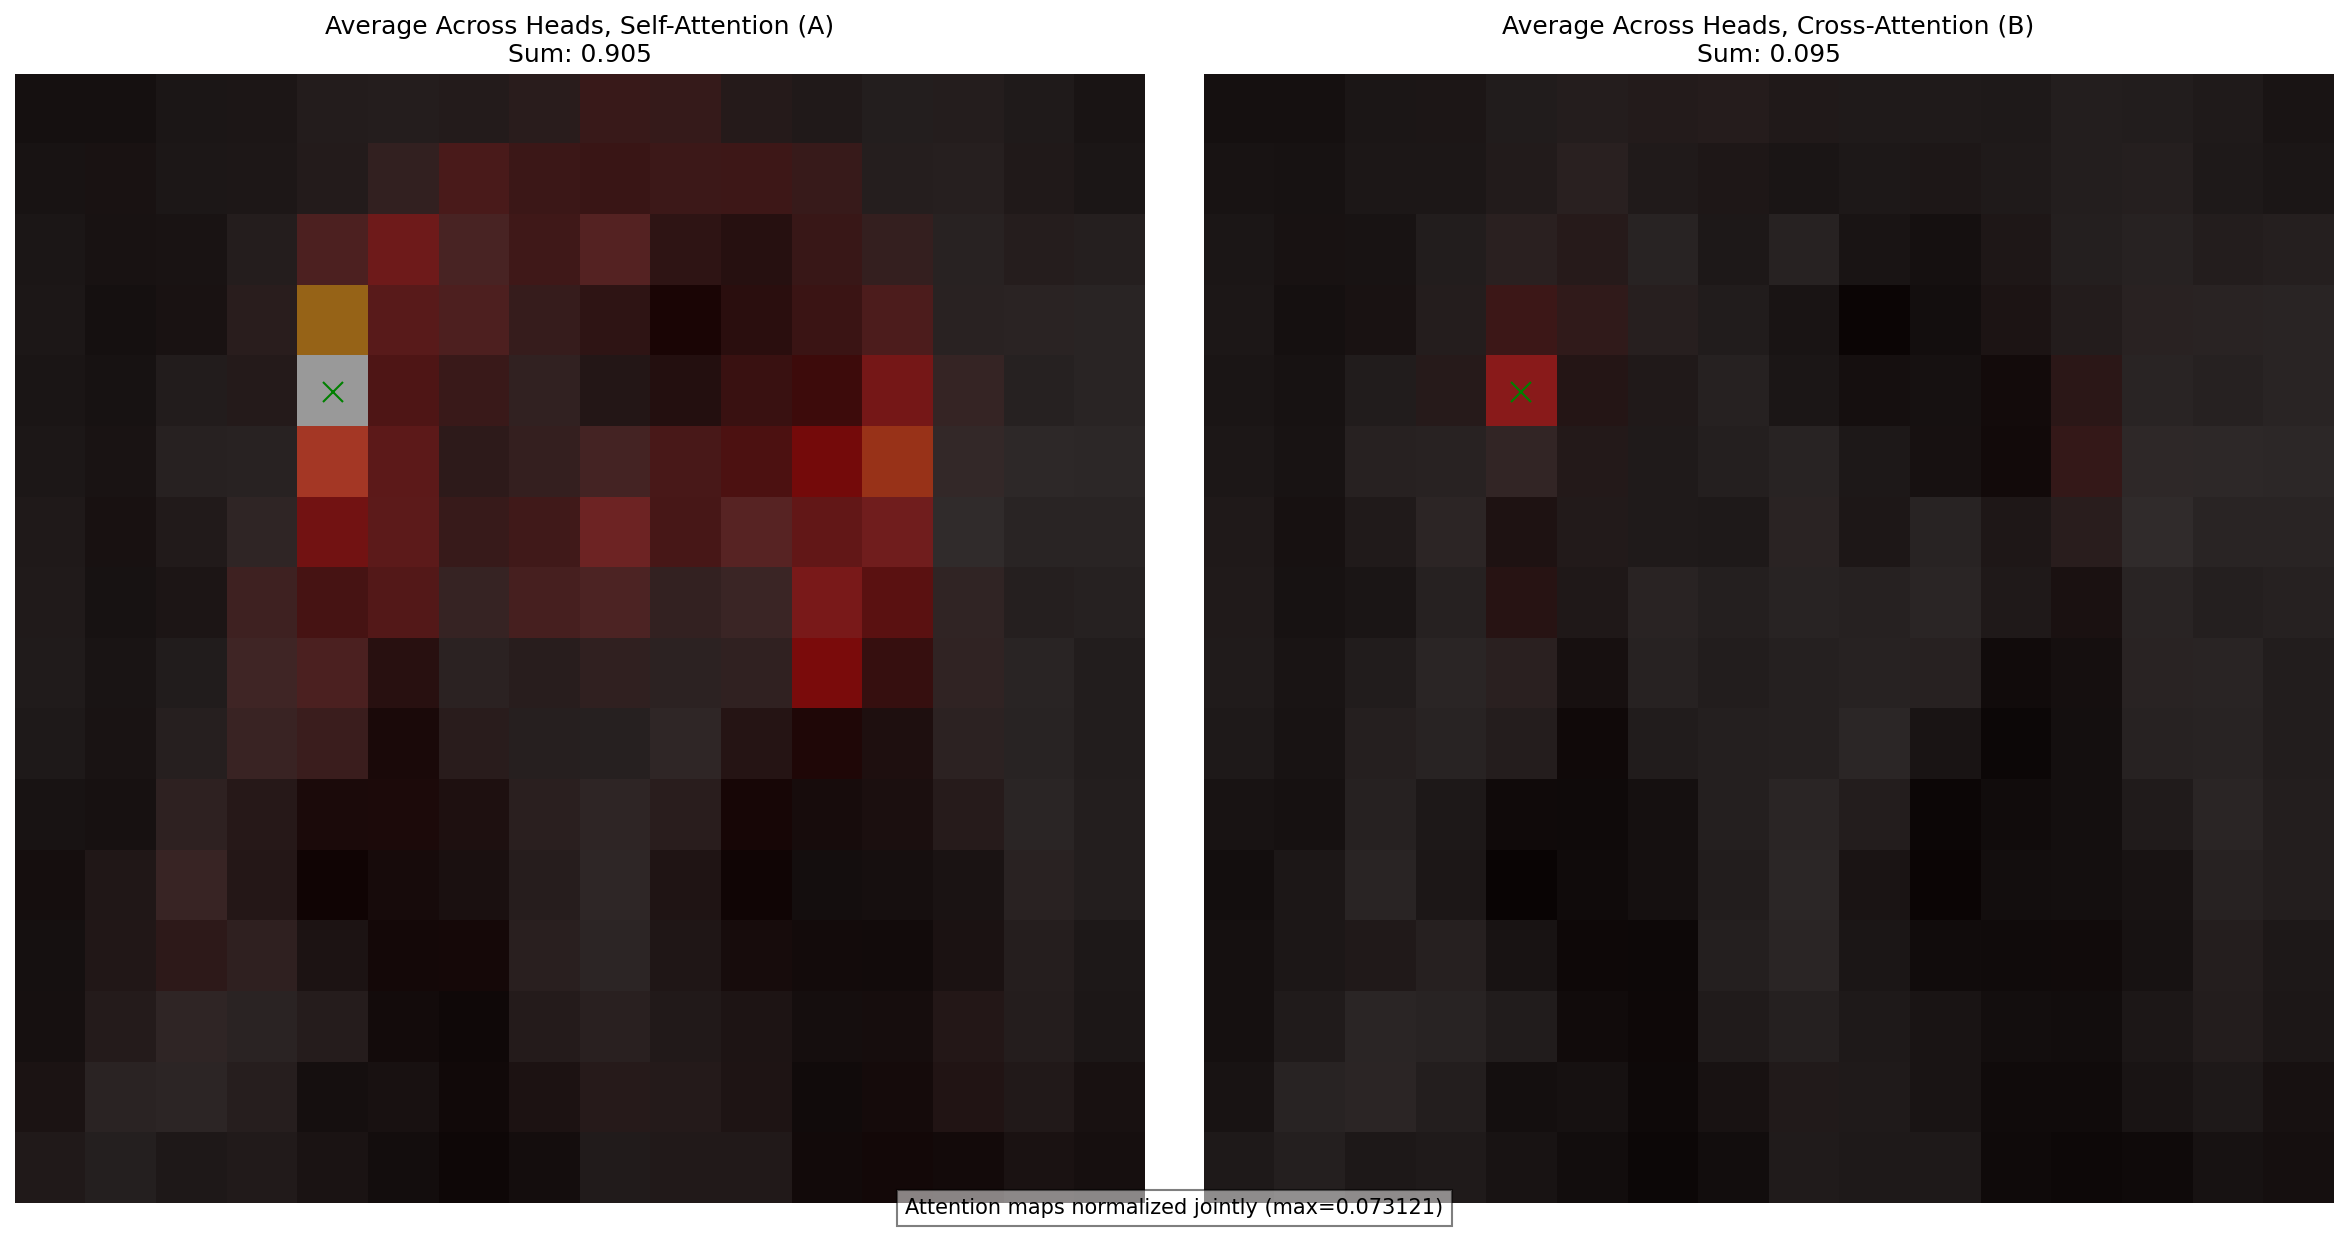 Average Across Heads, Self-Attention (A)
Sum: 0.905
Average Across Heads, Cross-Attention (B)
Sum: 0.095
Attention maps normalized jointly (max=0.073121)